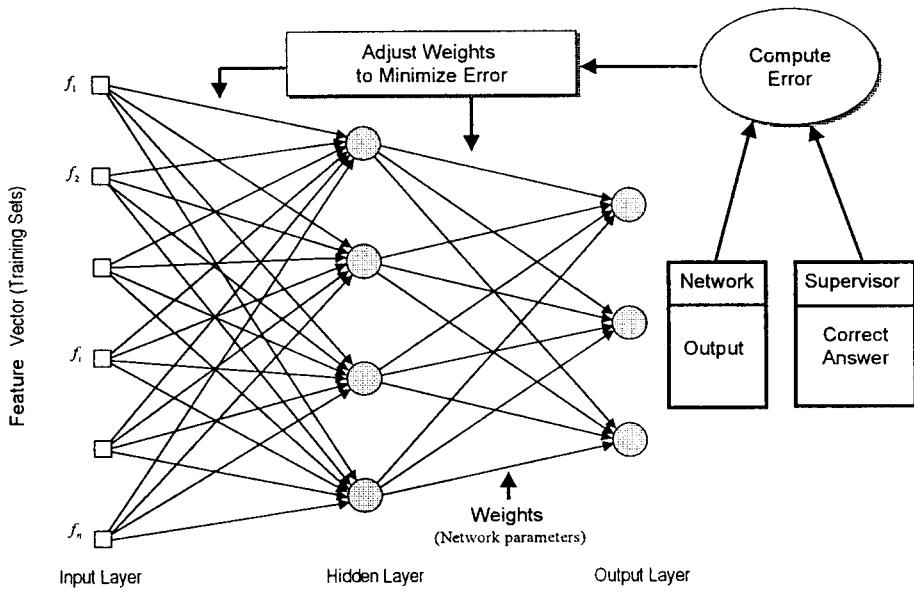 Adjust Weights
to Minimize Error
Compute
Error
f1
f2
fi
fn
Feature Vector (Training Sets)
Network
Output
Supervisor
Correct
Answer
Weights
(Network parameters)
Input Layer
Hidden Layer
Output Layer